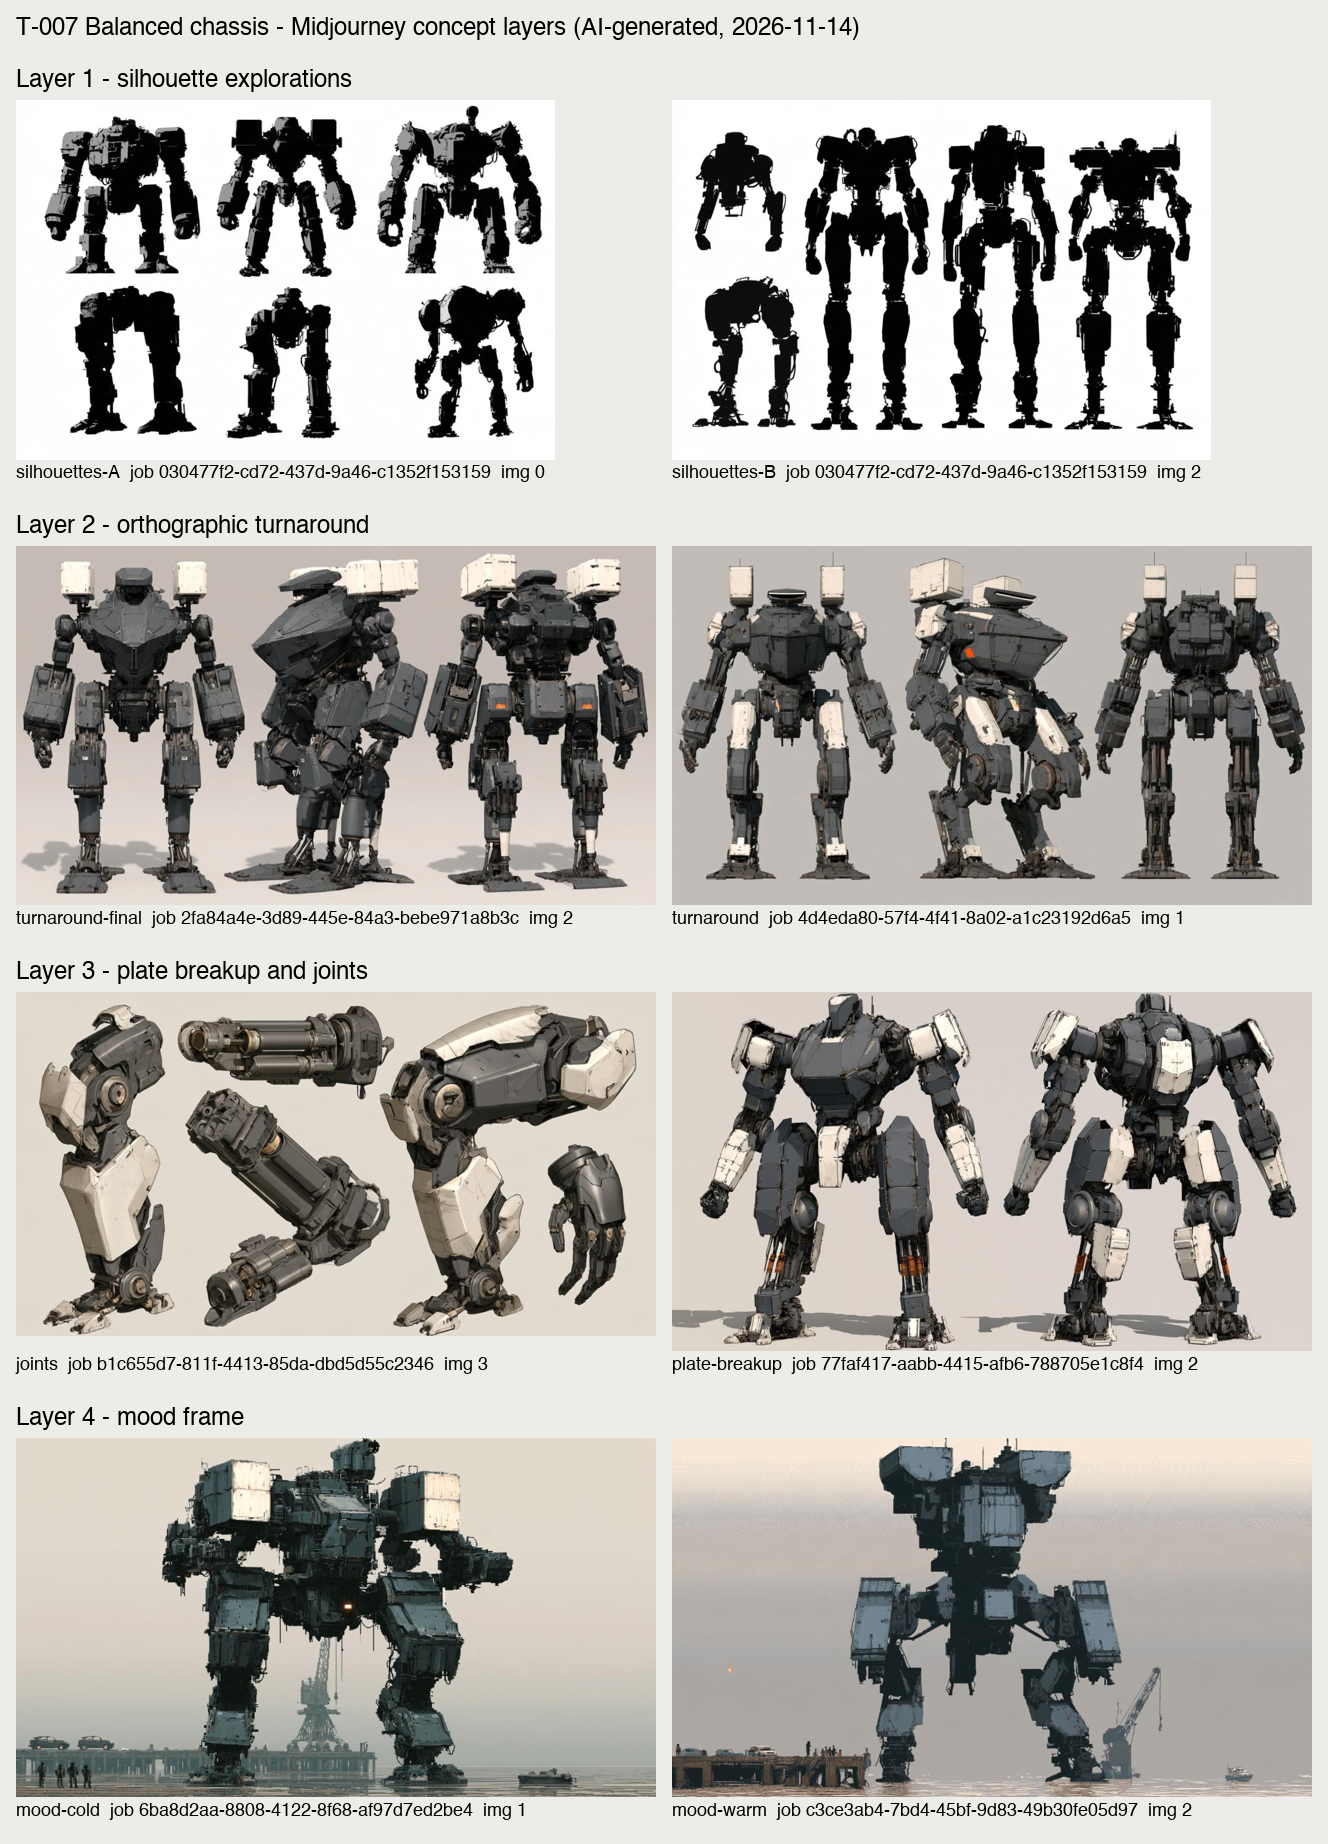 T-007 Balanced chassis - Midjourney concept layers (AI-generated, 2026-11-14)
Layer 1 - silhouette explorations
silhouettes-A job 030477f2-cd72-437d-9a46-c1352f153159 img 0
silhouettes-B job 030477f2-cd72-437d-9a46-c1352f153159 img 2
Layer 2 - orthographic turnaround
turnaround-final job 2fa84a4e-3d89-445e-84a3-bebe971a8b3c img 2
turnaround job 4d4eda80-57f4-4f41-8a02-a1c23192d6a5 img 1
Layer 3 - plate breakup and joints
joints job b1c655d7-811f-4413-85da-dbd5d55c2346 img 3
plate-breakup job 77faf417-aabb-4415-afb6-788705e1c8f4 img 2
Layer 4 - mood frame
mood-cold job 6ba8d2aa-8808-4122-8f68-af97d7ed2be4 img 1
mood-warm job c3ce3ab4-7bd4-45bf-9d83-49b30fe05d97 img 2